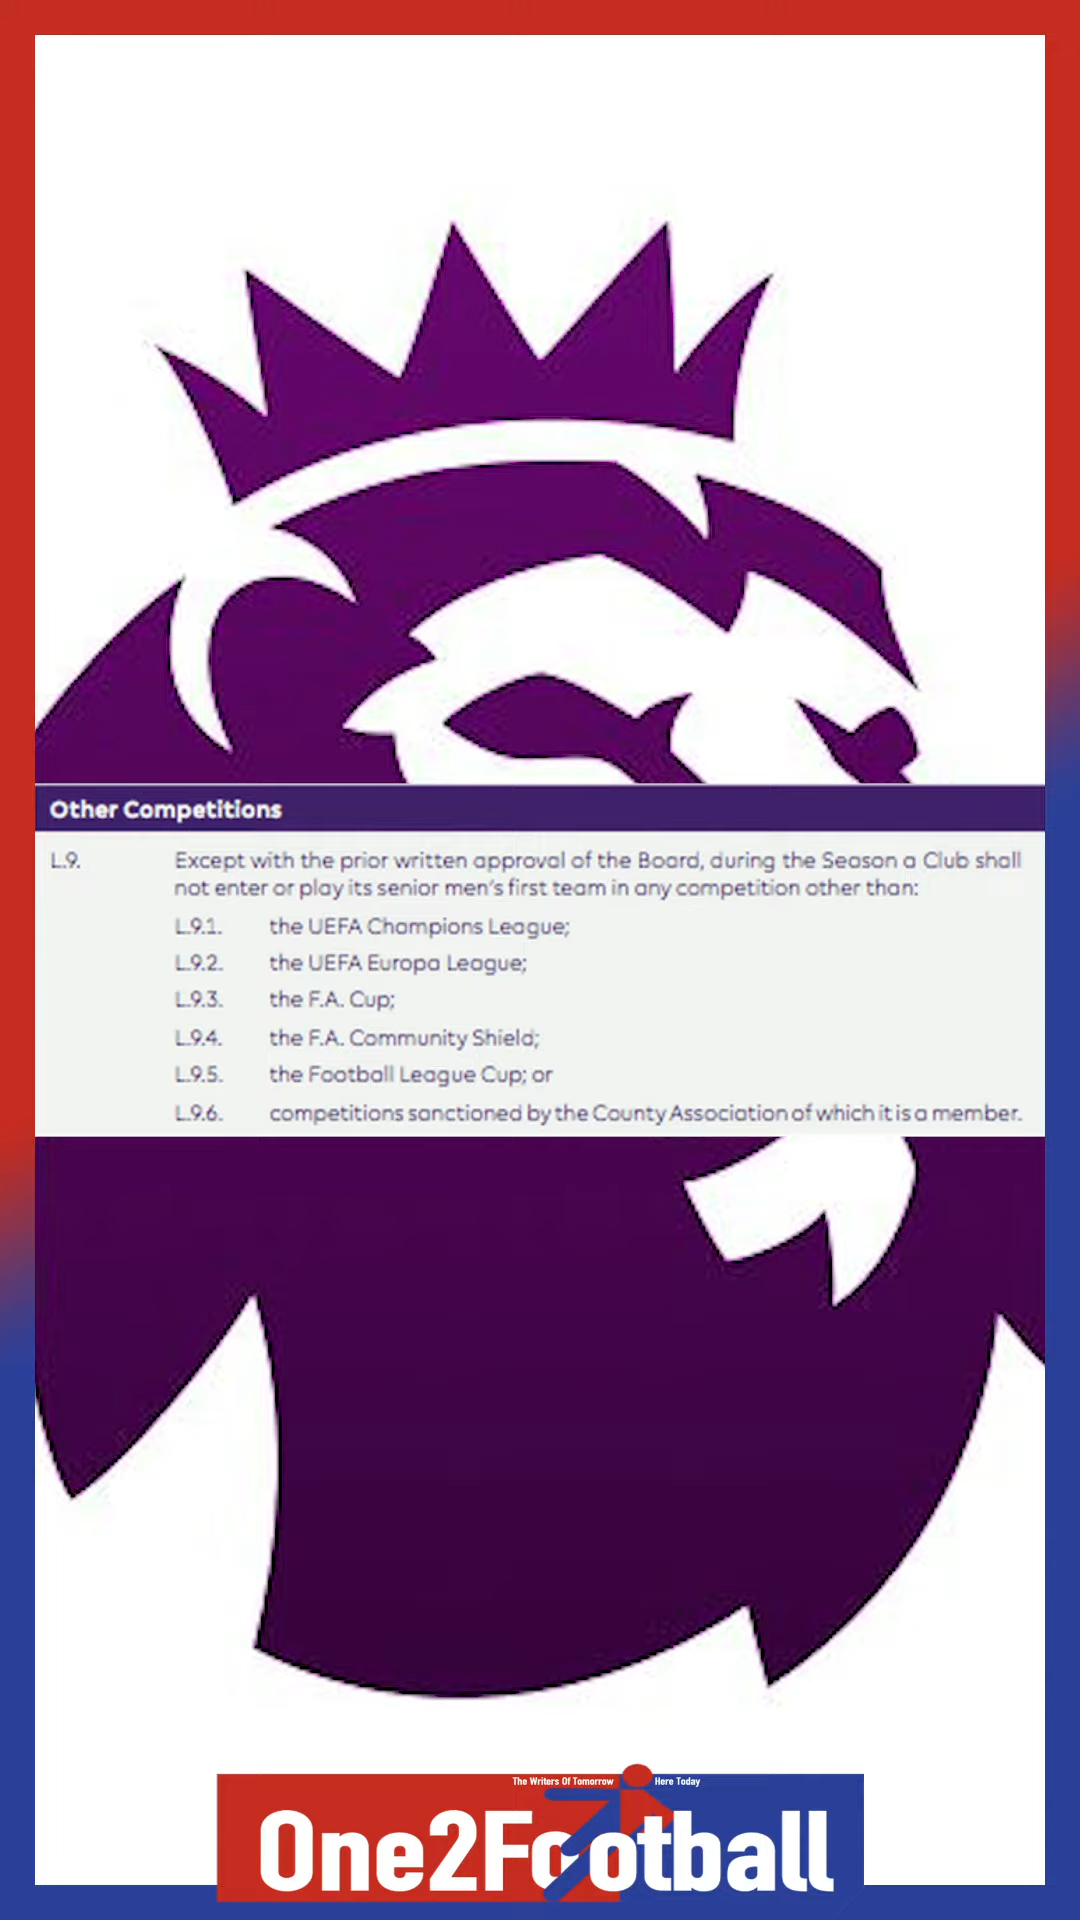 Other Competitions
L.9. Except with the prior written approval of the Board, during the Season a Club shall
not enter or play its senior men's first team in any competition other than:
L.9.1. the UEFA Champions League;
L.9.2. the UEFA Europa League;
L.9.3. the F.A. Cup;
L.9.4. the F.A. Community Shield;
L.9.5. the Football League Cup; or
L.9.6. competitions sanctioned by the County Association of which it is a member.
The Writers Of Tomorrow Here Today
One2Football